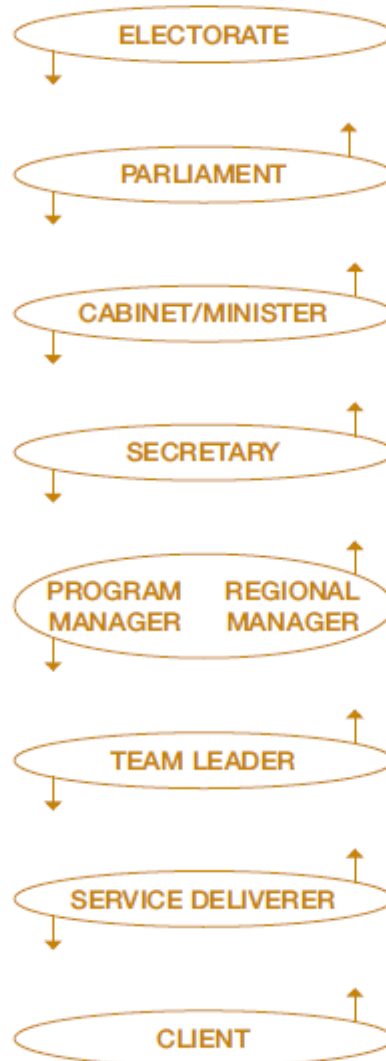 ELECTORATE
PARLIAMENT
CABINET/MINISTER
SECRETARY
PROGRAM MANAGER
REGIONAL MANAGER
TEAM LEADER
SERVICE DELIVERER
CLIENT